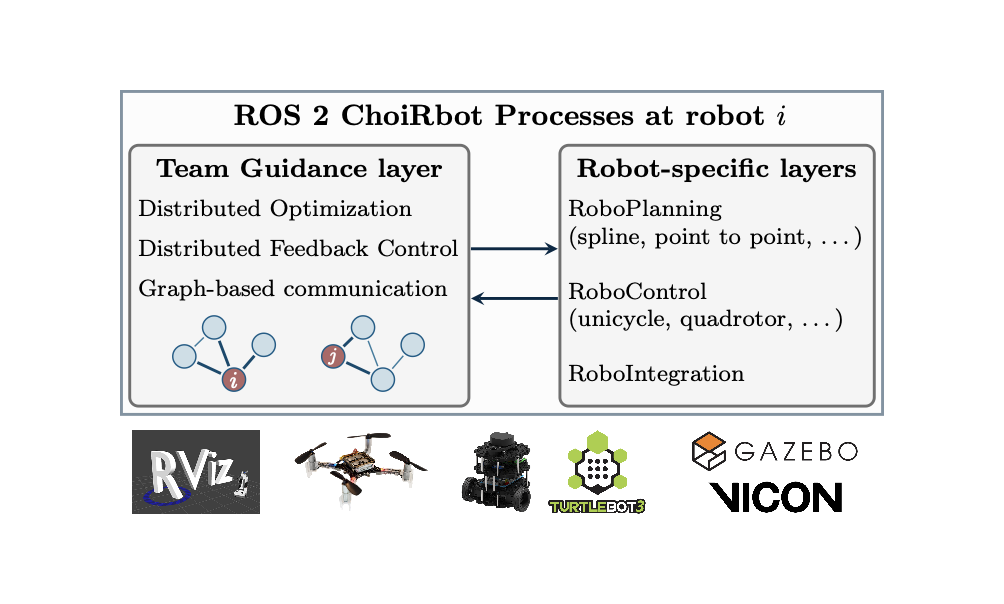 ROS 2 ChoiRbot Processes at robot i
Team Guidance layer
Distributed Optimization
Distributed Feedback Control
Graph-based communication
i
j
Robot-specific layers
RoboPlanning
(spline, point to point, ...)
RoboControl
(unicycle, quadrotor, ...)
RoboIntegration
RViz
TURTLEBOT3
GAZEBO
VICON